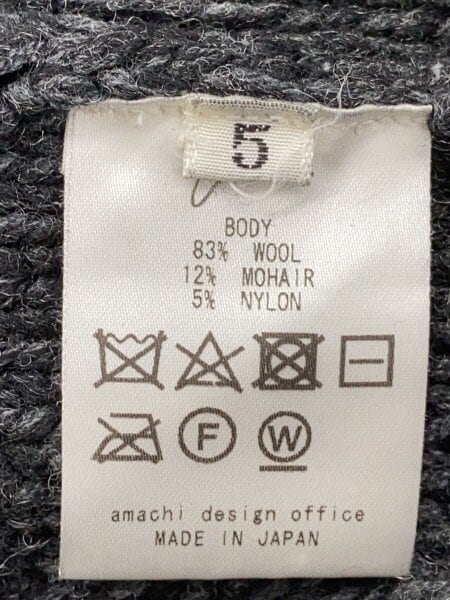 5
BODY
83% WOOL
12% MOHAIR
5% NYLON
F W
amachi design office
MADE IN JAPAN